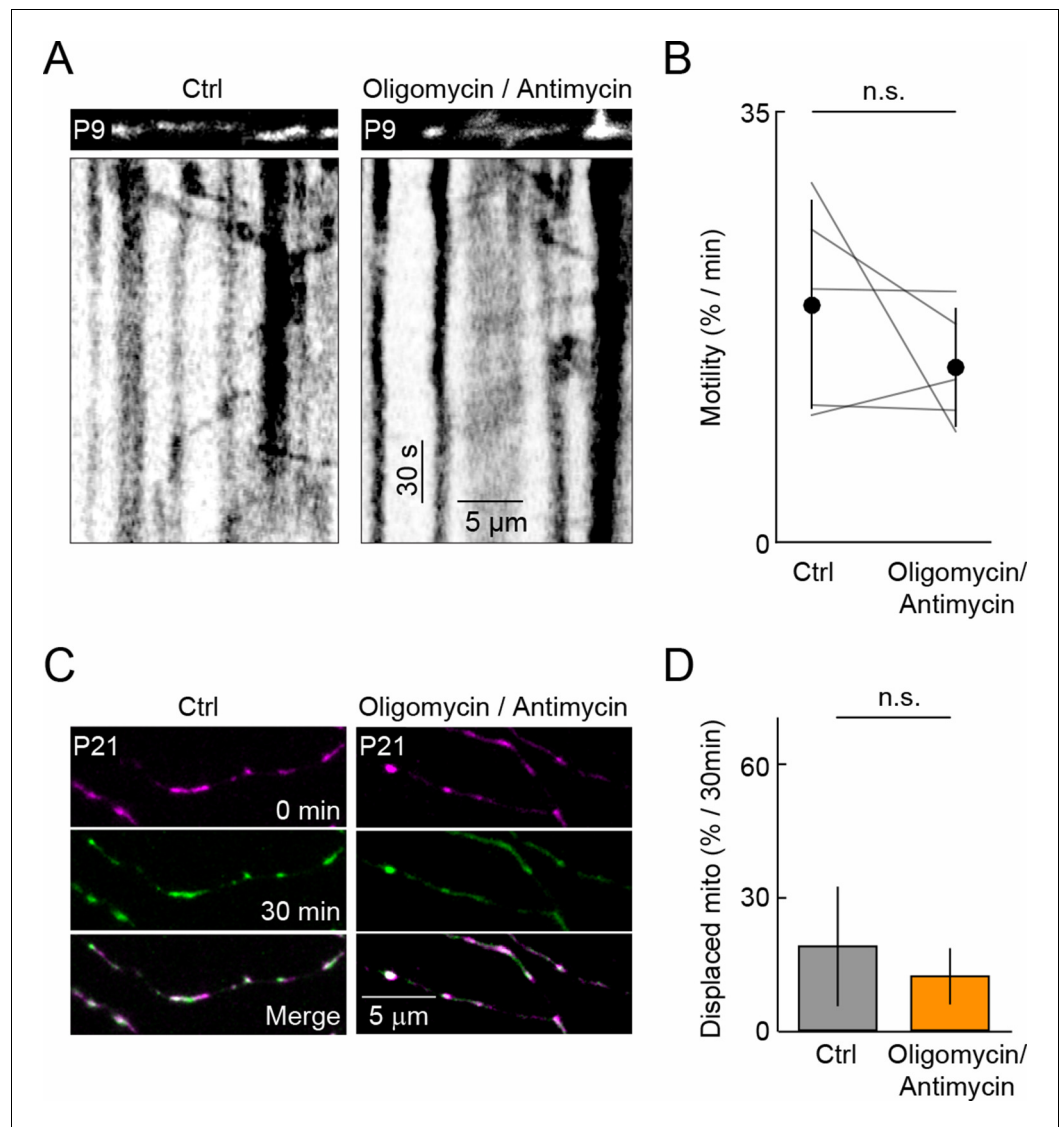 A
Ctrl
Oligomycin / Antimycin
P9
P9
30 s
5 µm
B
n.s.
35
Motility (% / min)
0
Ctrl
Oligomycin/
Antimycin
C
Ctrl
Oligomycin / Antimycin
P21
P21
0 min
30 min
Merge
5 µm
D
n.s.
Displaced mito (% / 30min)
60
30
0
Ctrl
Oligomycin/
Antimycin